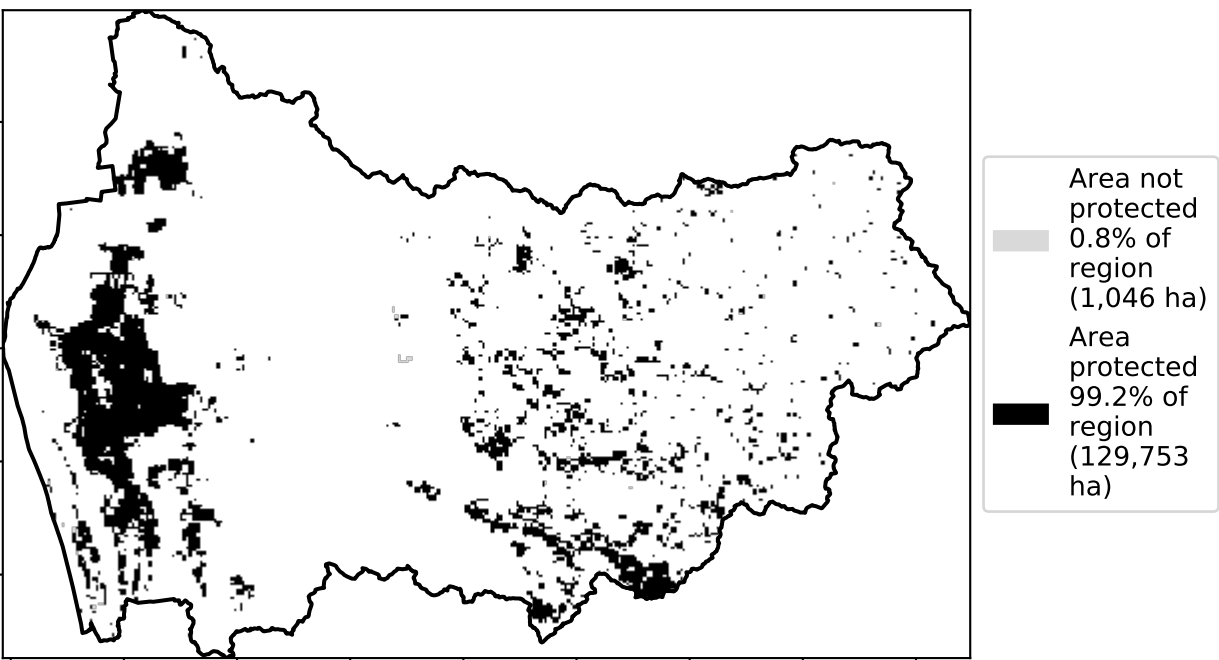 Area not
protected
0.8% of
region
(1,046 ha)
Area
protected
99.2% of
region
(129,753
ha)